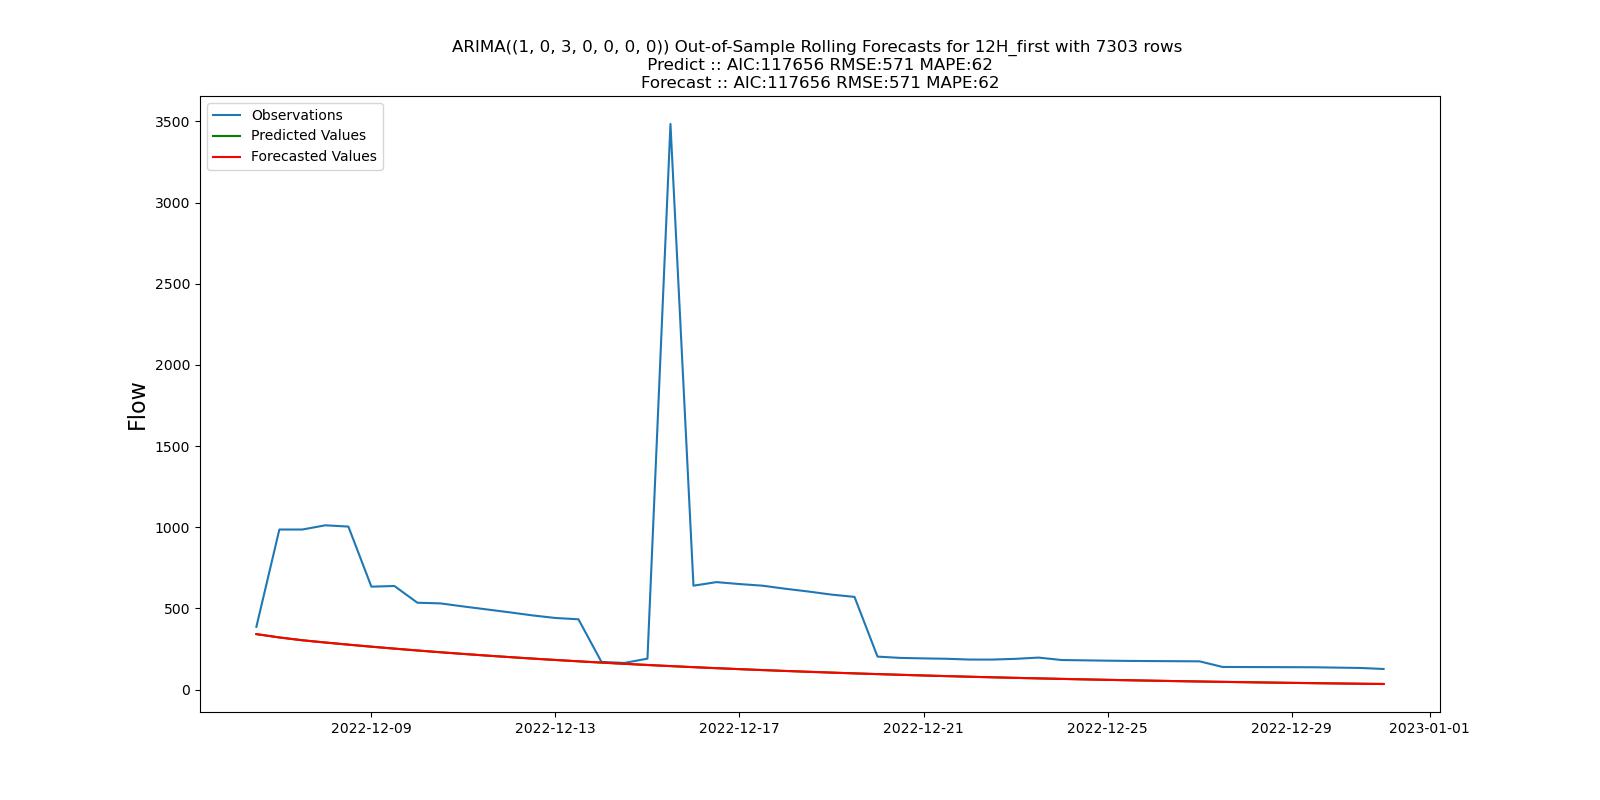 ARIMA((1, 0, 3, 0, 0, 0, 0)) Out-of-Sample Rolling Forecasts for 12H_first with 7303 rows
Predict :: AIC:117656 RMSE:571 MAPE:62
Forecast :: AIC:117656 RMSE:571 MAPE:62
Observations
Predicted Values
Forecasted Values
3500
3000
2500
2000
1500
1000
500
0
Flow
2022-12-09
2022-12-13
2022-12-17
2022-12-21
2022-12-25
2022-12-29
2023-01-01